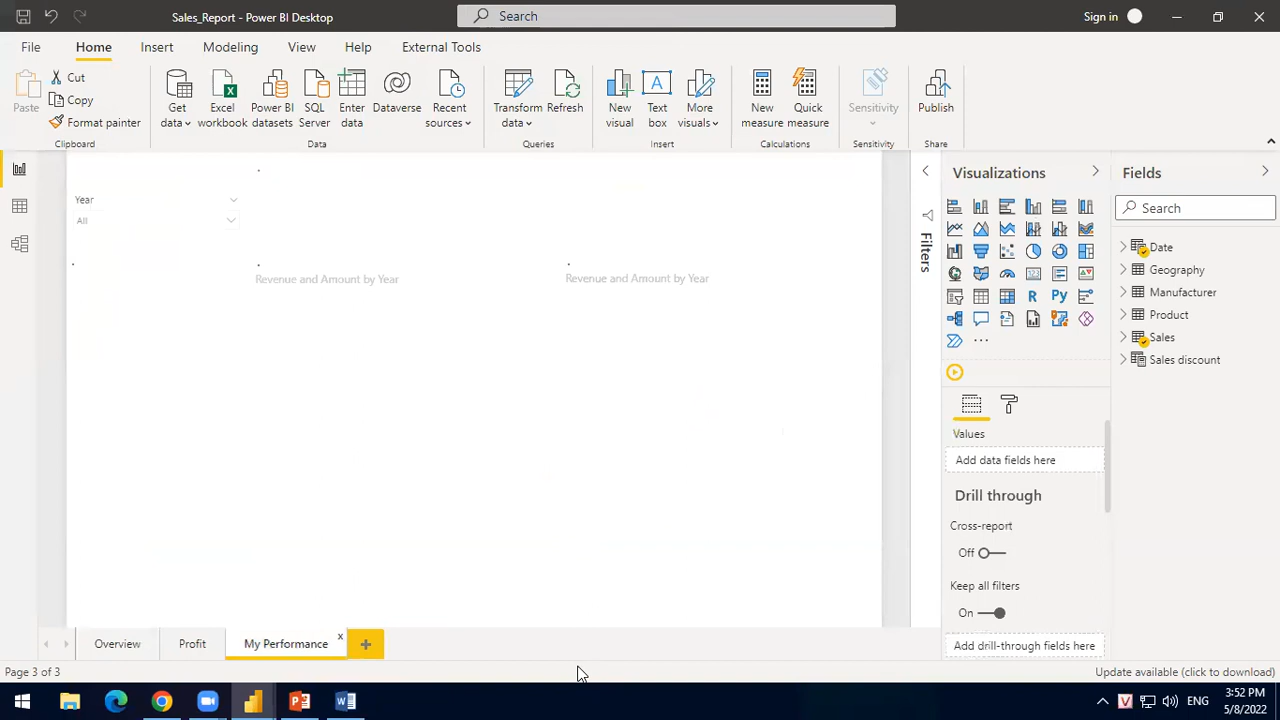 Sales_Report - Power BI Desktop
Search
Sign in
File
Home
Insert
Modeling
View
Help
External Tools
Paste
Cut
Copy
Format painter
Get data
Excel workbook
Power BI datasets
SQL Server
Enter data
Dataverse
Recent sources
Transform data
Refresh
New visual
Text box
More visuals
New measure
Quick measure
Sensitivity
Publish
Clipboard
Data
Queries
Insert
Calculations
Sensitivity
Share
Year
All
Revenue and Amount by Year
Revenue and Amount by Year
Filters
Visualizations
Values
Add data fields here
Drill through
Cross-report
Off
Keep all filters
On
Add drill-through fields here
Fields
Search
Date
Geography
Manufacturer
Product
Sales
Sales discount
Overview
Profit
My Performance
x
Page 3 of 3
Update available (click to download)
ENG
3:52 PM
5/8/2022